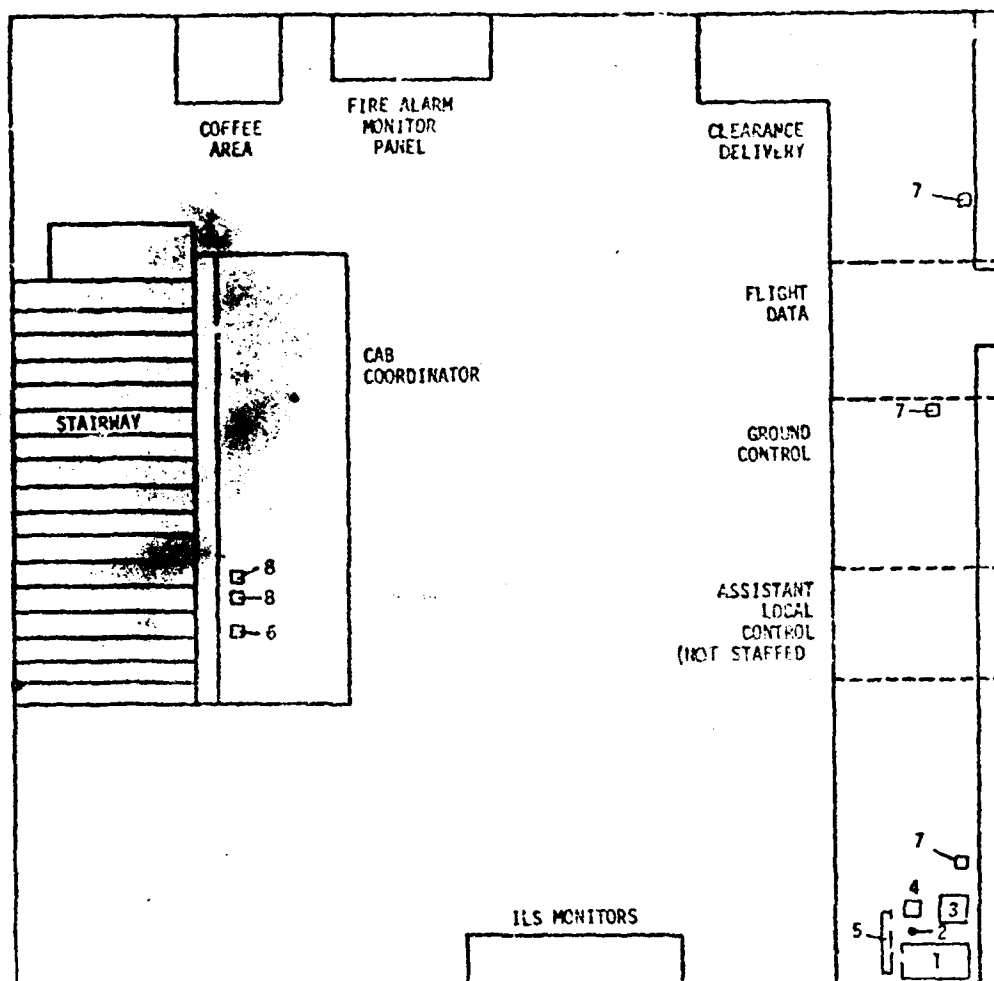 COFFEE
AREA
FIRE ALARM
MONITOR
PANEL
CLEARANCE
DELIVERY
7
FLIGHT
DATA
CAB
COORDINATOR
7
STAIRWAY
GROUND
CONTROL
8
8
6
ASSISTANT
LOCAL
CONTROL
(NOT STAFFED
7
4
3
ILS MONITORS
5
2
1